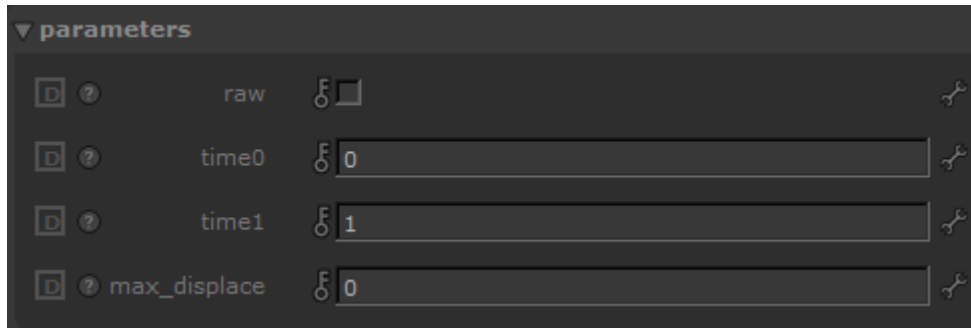 parameters
D ? raw
D ? time0 0
D ? time1 1
D ? max_displace 0